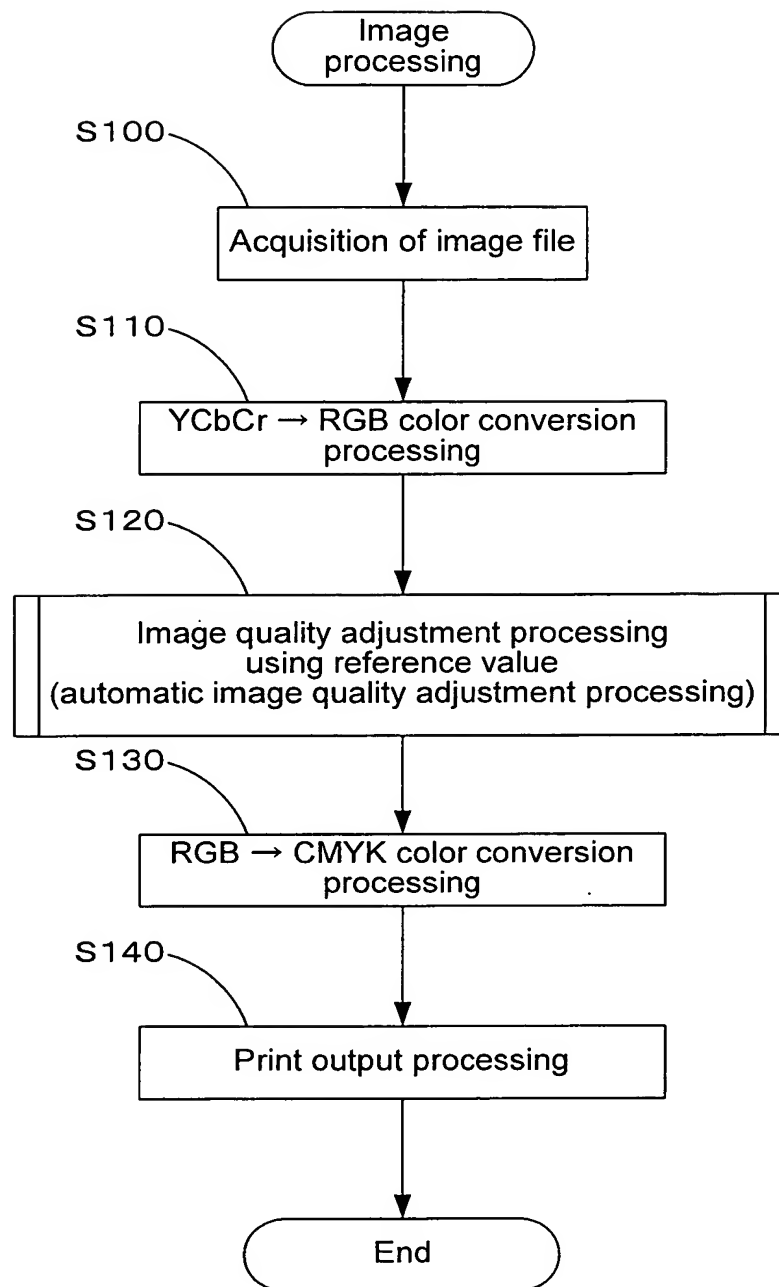 Image
processing
S100
Acquisition of image file
S110
YCbCr → RGB color conversion
processing
S120
Image quality adjustment processing
using reference value
(automatic image quality adjustment processing)
S130
RGB → CMYK color conversion
processing
S140
Print output processing
End